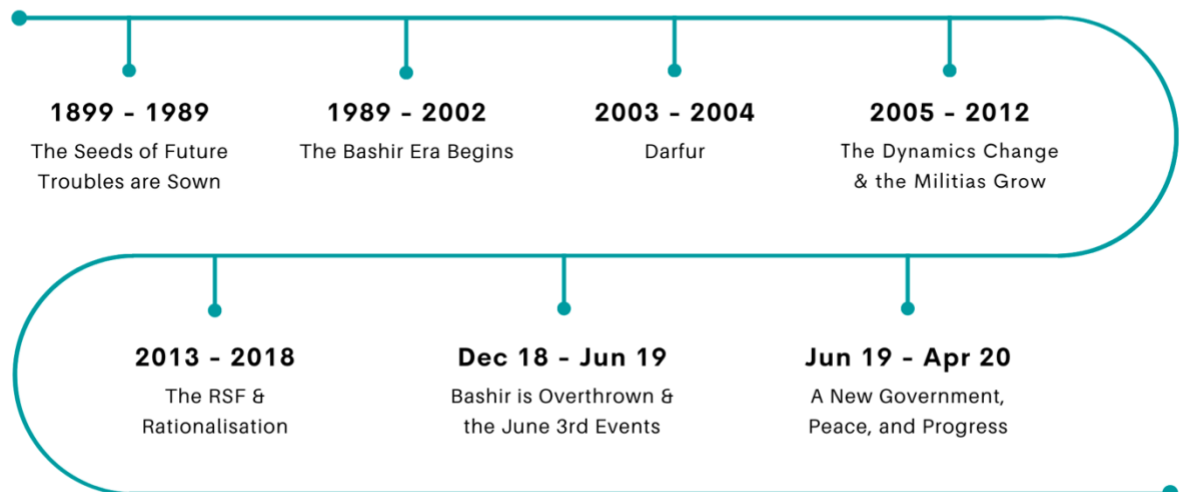 1899 - 1989
The Seeds of Future
Troubles are Sown
1989 - 2002
The Bashir Era Begins
2003 - 2004
Darfur
2005 - 2012
The Dynamics Change
& the Militias Grow
2013 - 2018
The RSF &
Rationalisation
Dec 18 - Jun 19
Bashir is Overthrown &
the June 3rd Events
Jun 19 - Apr 20
A New Government,
Peace, and Progress